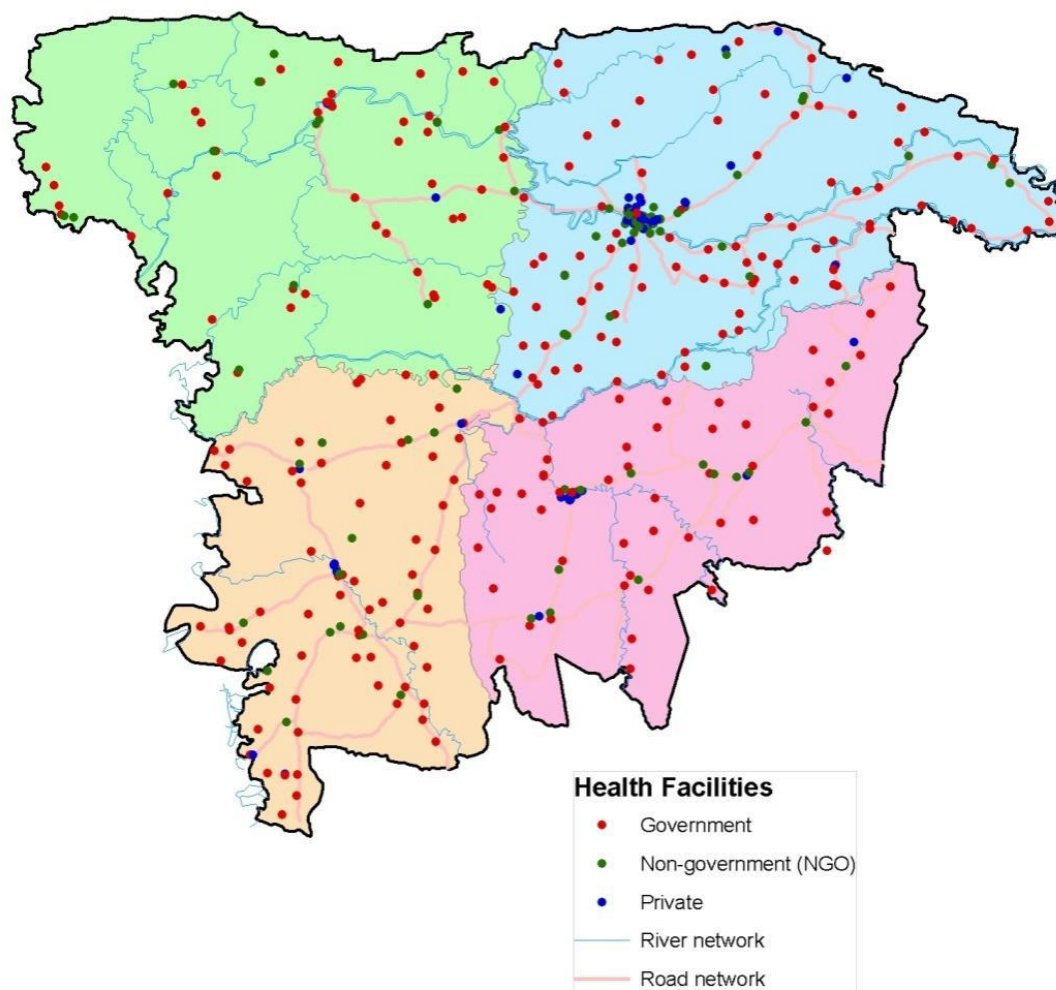 Health Facilities
Government
Non-government (NGO)
Private
River network
Road network